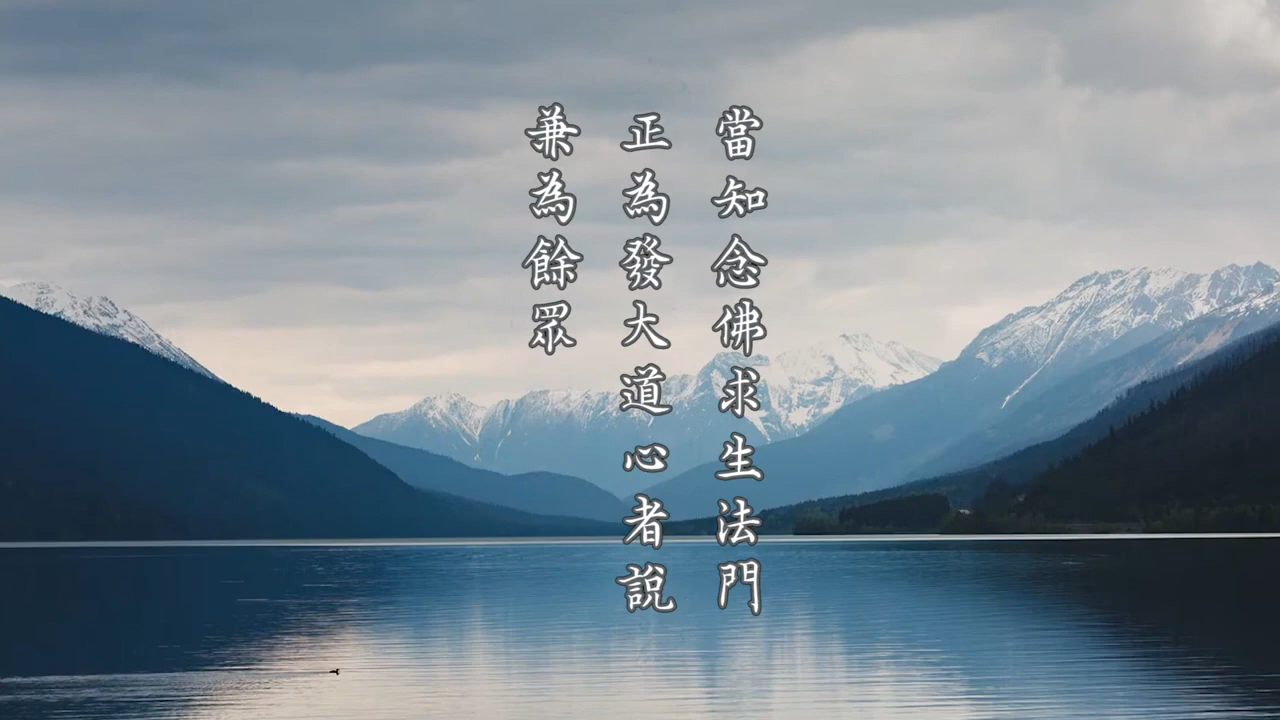 當知念佛求生法門
正為發大道心者說
兼為餘眾